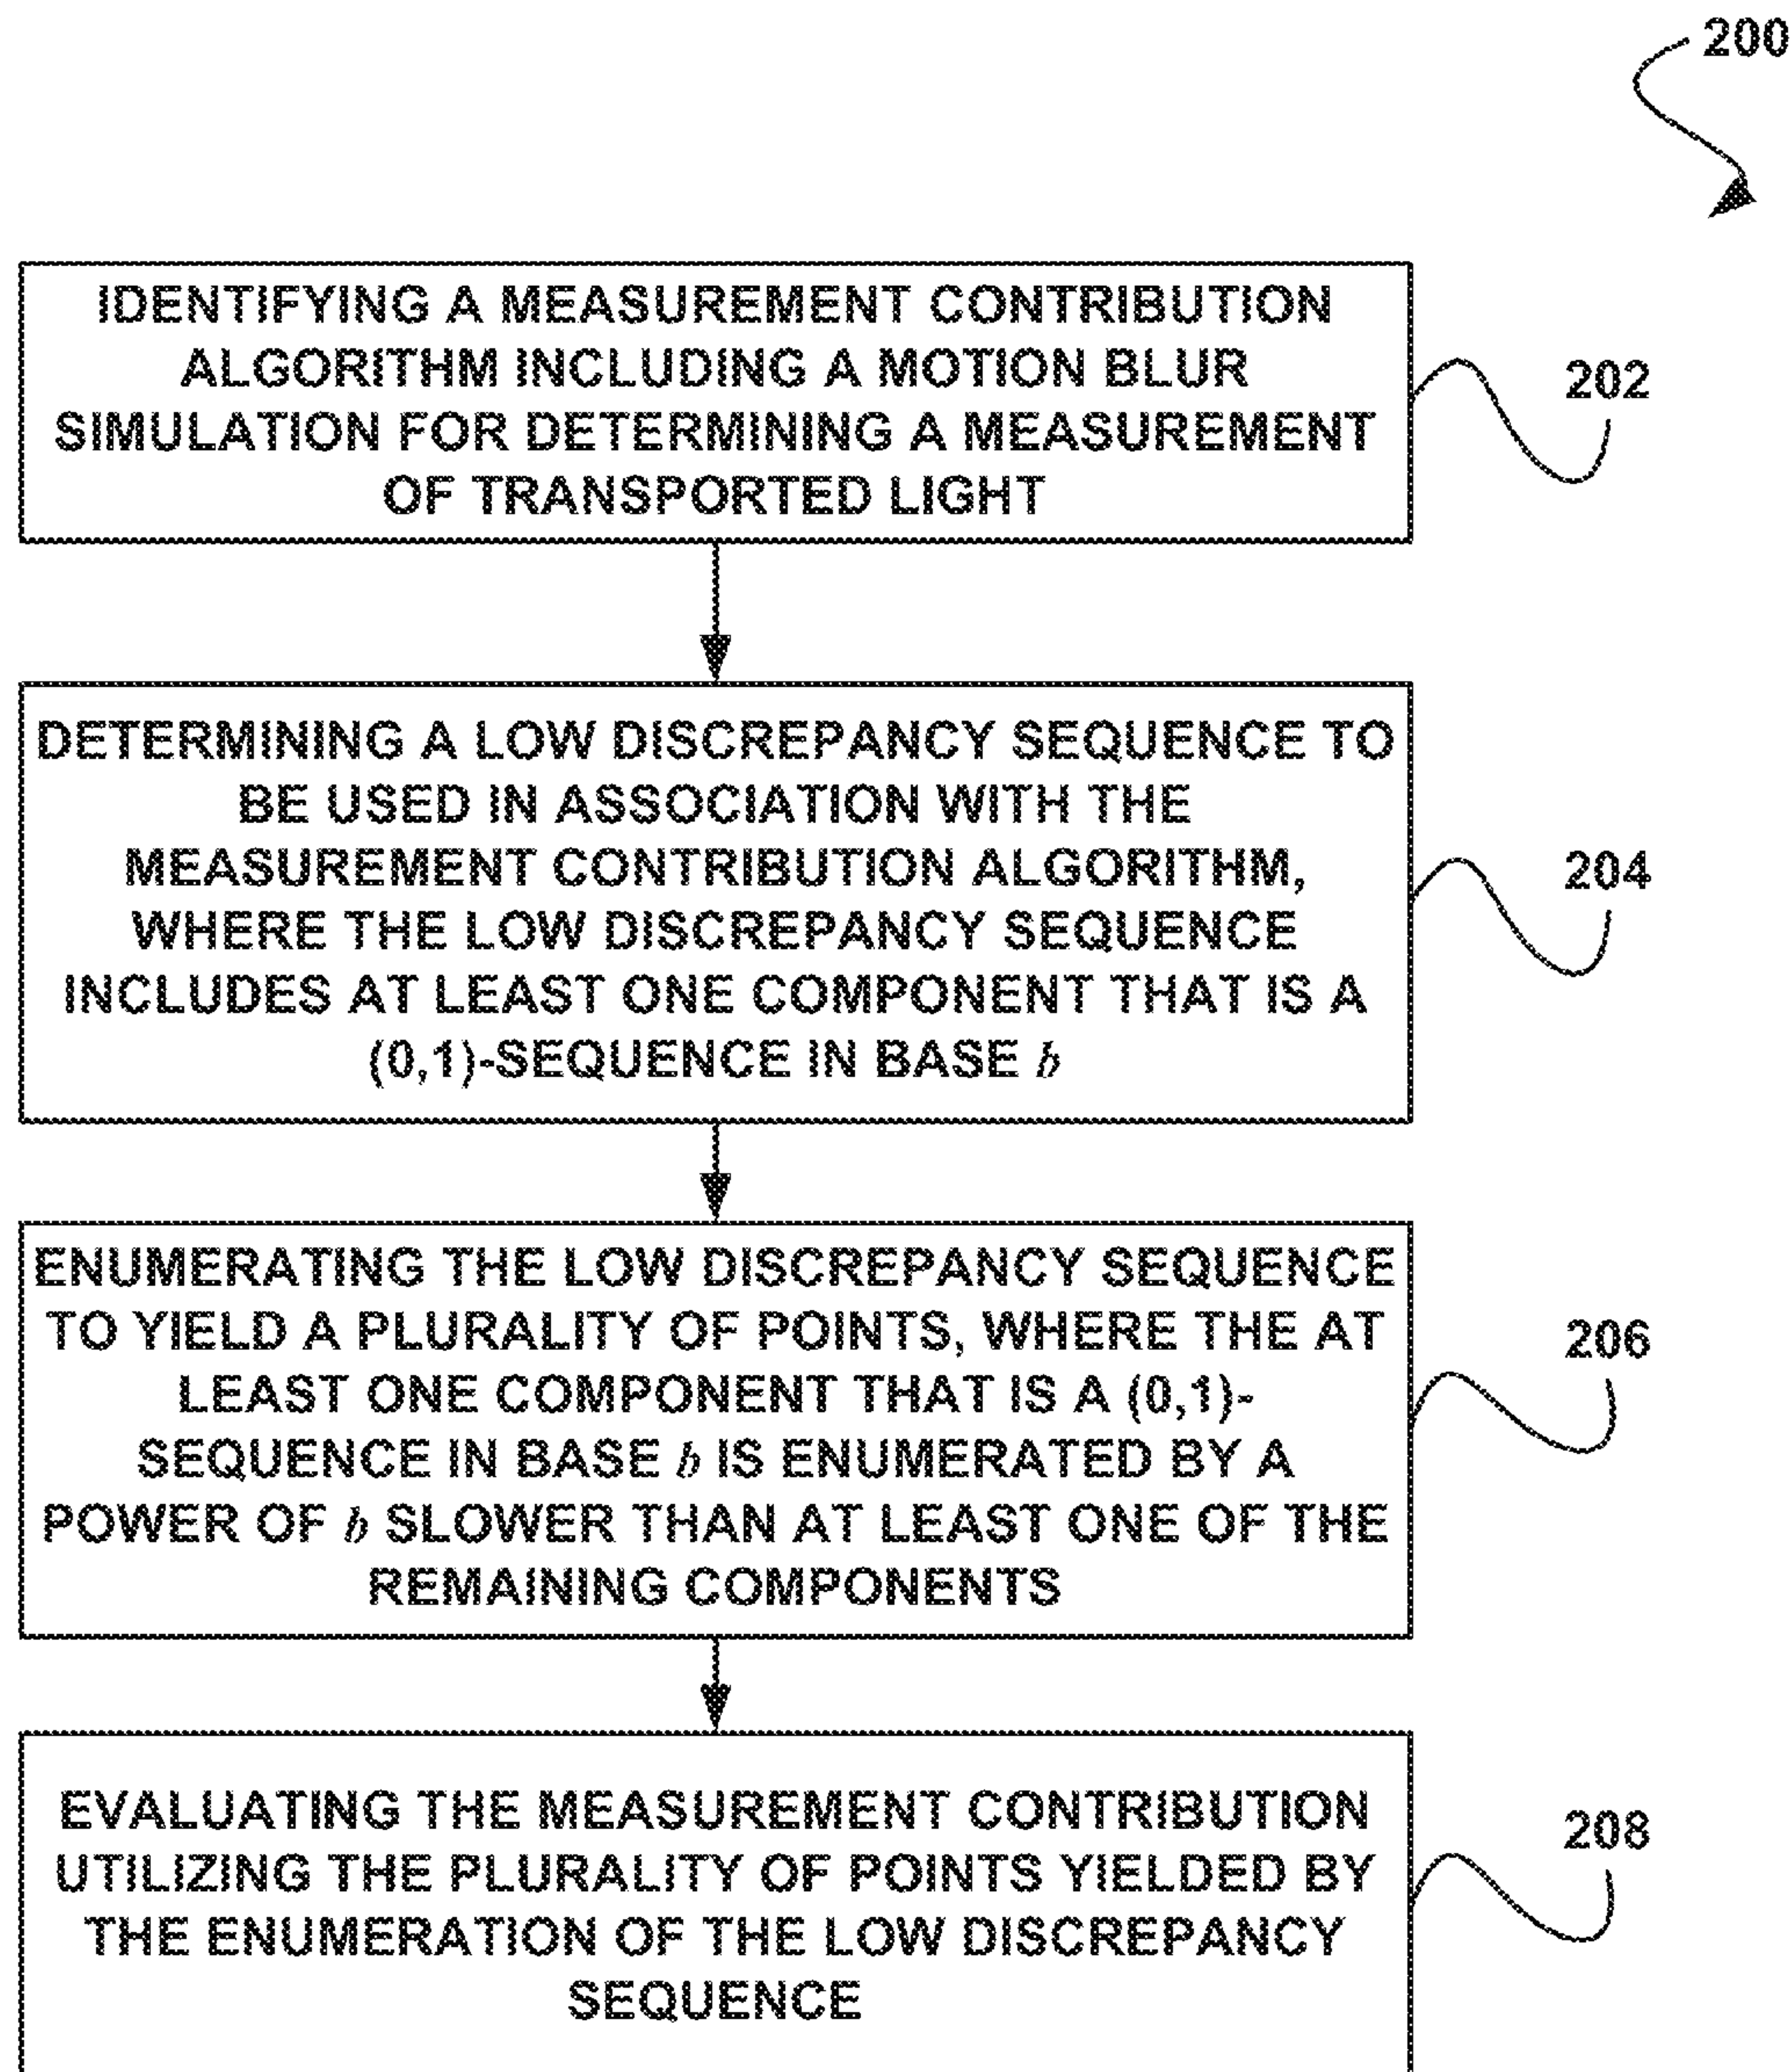 200
IDENTIFYING A MEASUREMENT CONTRIBUTION
ALGORITHM INCLUDING A MOTION BLUR
SIMULATION FOR DETERMINING A MEASUREMENT
OF TRANSPORTED LIGHT
202
DETERMINING A LOW DISCREPANCY SEQUENCE TO
BE USED IN ASSOCIATION WITH THE
MEASUREMENT CONTRIBUTION ALGORITHM,
WHERE THE LOW DISCREPANCY SEQUENCE
INCLUDES AT LEAST ONE COMPONENT THAT IS A
(0,1)-SEQUENCE IN BASE b
204
ENUMERATING THE LOW DISCREPANCY SEQUENCE
TO YIELD A PLURALITY OF POINTS, WHERE THE AT
LEAST ONE COMPONENT THAT IS A (0,1)-
SEQUENCE IN BASE b IS ENUMERATED BY A
POWER OF b SLOWER THAN AT LEAST ONE OF THE
REMAINING COMPONENTS
206
EVALUATING THE MEASUREMENT CONTRIBUTION
UTILIZING THE PLURALITY OF POINTS YIELDED BY
THE ENUMERATION OF THE LOW DISCREPANCY
SEQUENCE
208